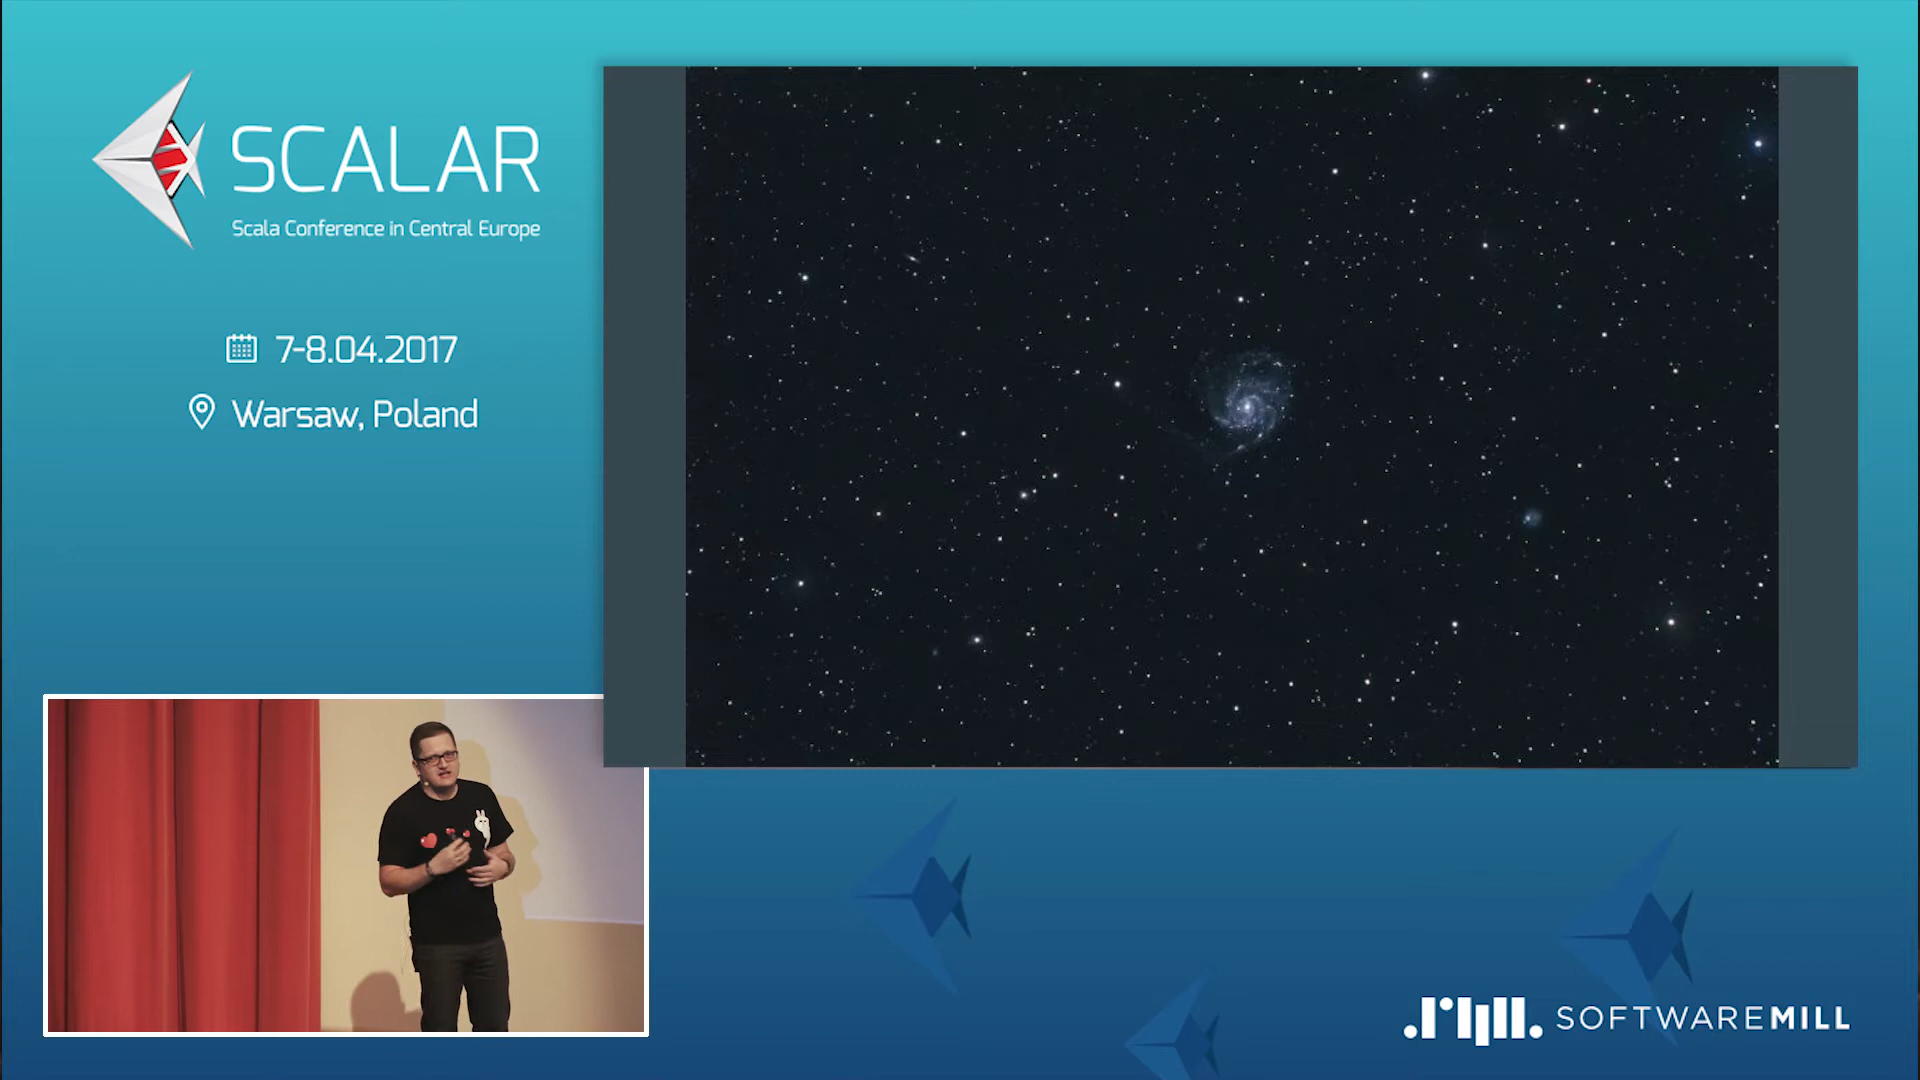 SCALAR
Scala Conference in Central Europe
7-8.04.2017
Warsaw, Poland
SOFTWAREMILL